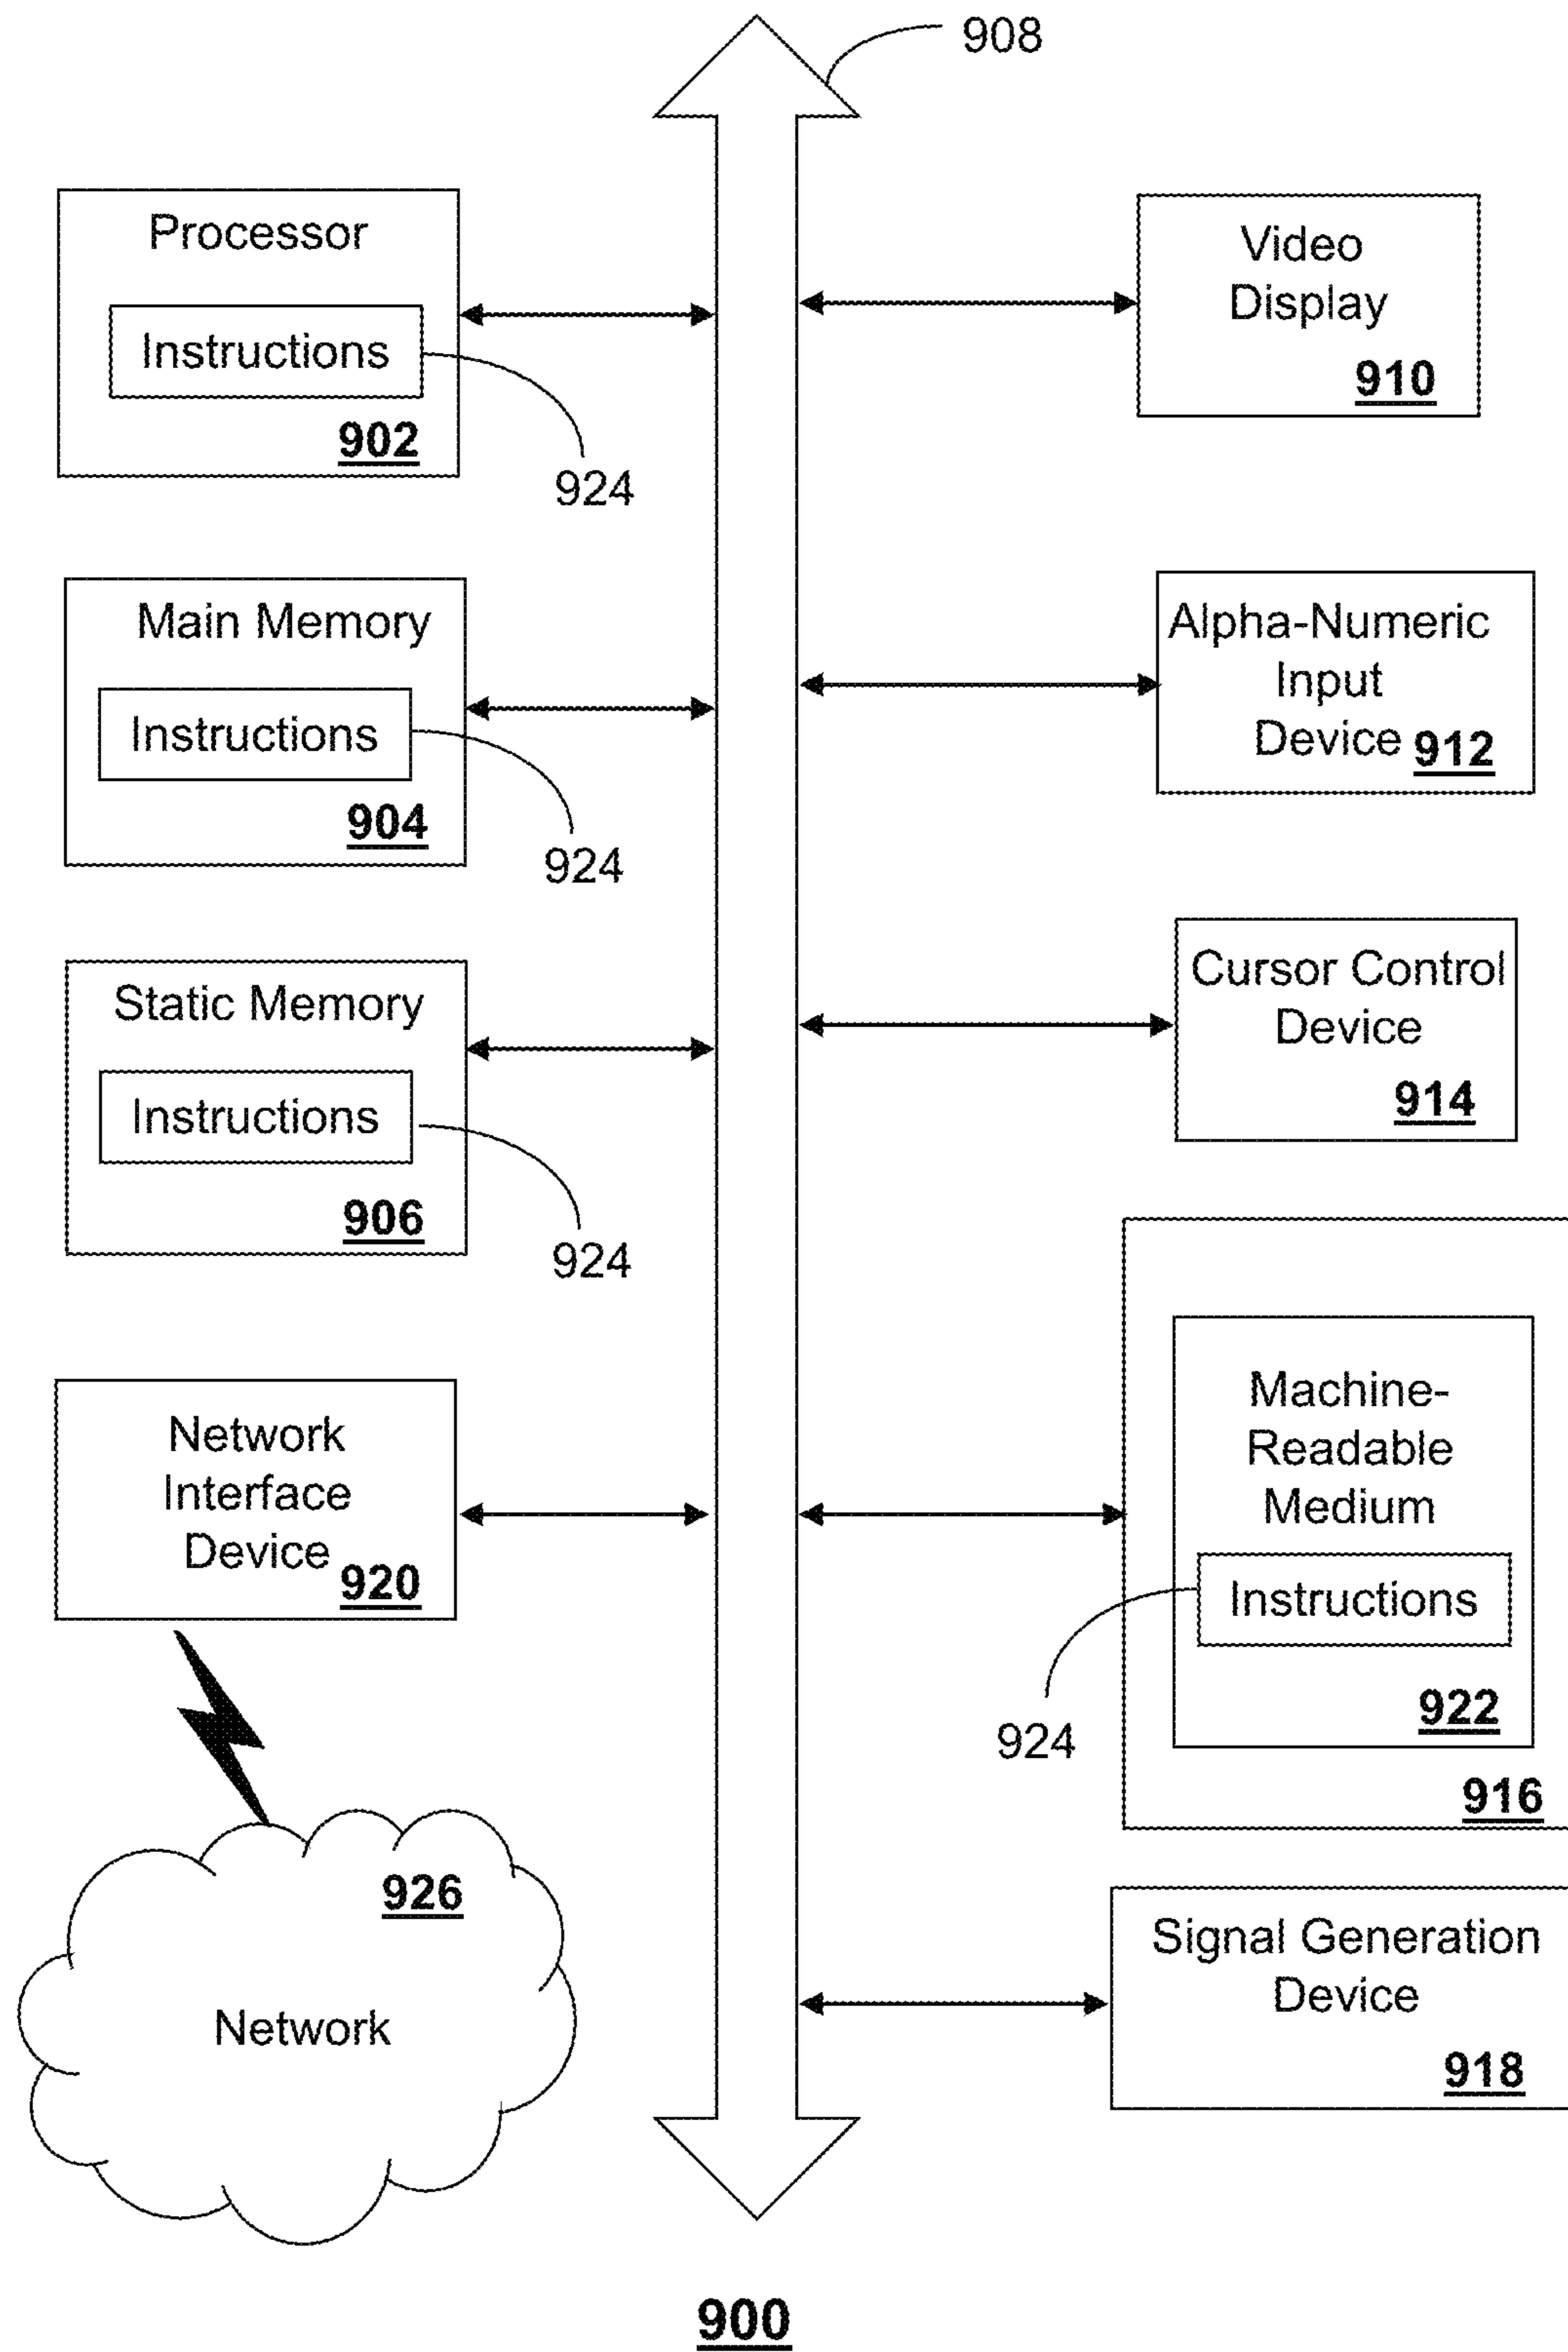 908
Processor
Instructions
902
924
Main Memory
Instructions
904
924
Static Memory
Instructions
906
924
Network
Interface
Device
920
926
Network
Video
Display
910
Alpha-Numeric
Input
Device 912
Cursor Control
Device
914
Machine-
Readable
Medium
Instructions
924
922
916
Signal Generation
Device
918
900